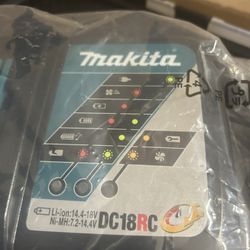 makita
Li-ion:14.4-18V
Ni-MH:7.2-14.4V
DC18RC